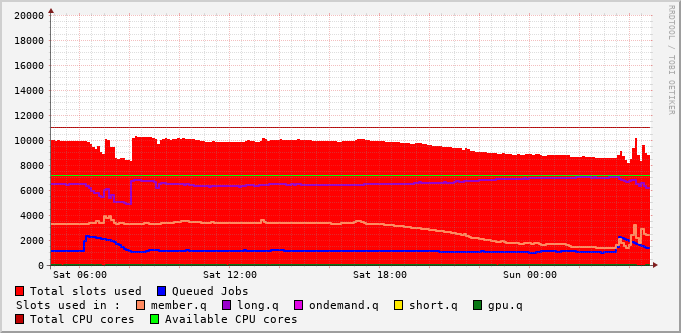 RRDTOOL / TOBI OETIKER
20000
18000
16000
14000
12000
10000
8000
6000
4000
2000
0
Sat 06:00 Sat 12:00 Sat 18:00 Sun 00:00
Total slots used Queued Jobs
Slots used in : member.q long.q ondemand.q short.q gpu.q
Total CPU cores Available CPU cores